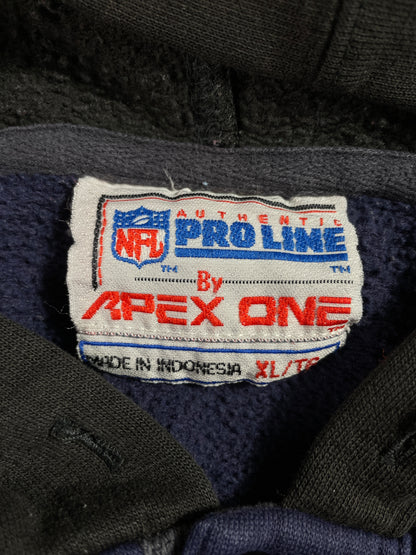 AUTHENTIC
NFL PRO LINE
TM TM
By
APEX ONE
MADE IN INDONESIA XL/TG